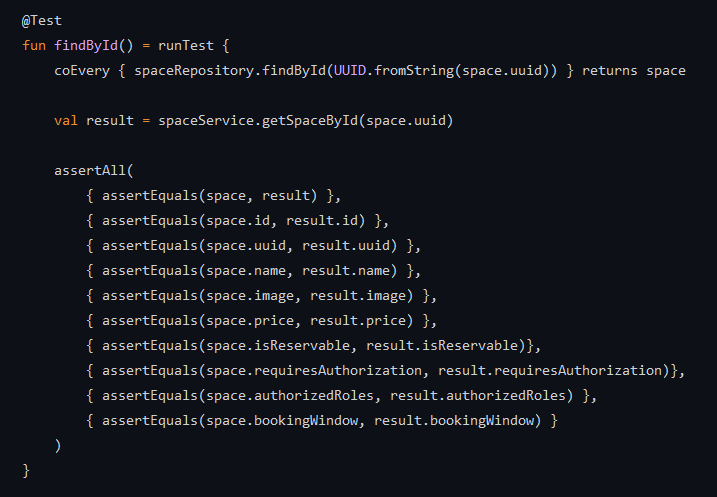 @Test
fun findById() = runTest {
    coEvery { spaceRepository.findById(UUID.fromString(space.uuid)) } returns space

    val result = spaceService.getSpaceById(space.uuid)

    assertAll(
        { assertEquals(space, result) },
        { assertEquals(space.id, result.id) },
        { assertEquals(space.uuid, result.uuid) },
        { assertEquals(space.name, result.name) },
        { assertEquals(space.image, result.image) },
        { assertEquals(space.price, result.price) },
        { assertEquals(space.isReservable, result.isReservable)},
        { assertEquals(space.requiresAuthorization, result.requiresAuthorization)},
        { assertEquals(space.authorizedRoles, result.authorizedRoles) },
        { assertEquals(space.bookingWindow, result.bookingWindow) }
    )
}